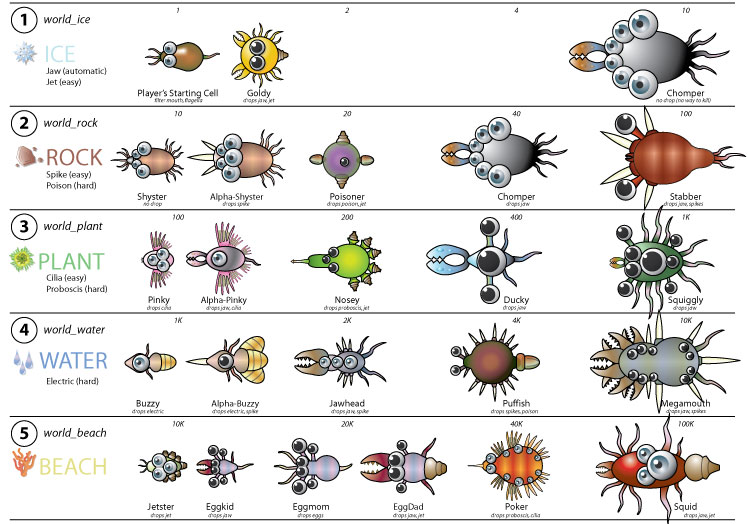 1 world_ice 1 2 4 10
ICE
Jaw (automatic)
Jet (easy)
Player's Starting Cell Goldy Chomper
filter mouth, flagella drops jaw, jet no drop (no way to kill)
2 world_rock 10 20 40 100
ROCK
Spike (easy)
Poison (hard)
Shyster Alpha-Shyster Poisoner Chomper Stabber
no drop drops spike drops poison, jet drops jaw drops jaw, spikes
3 world_plant 100 200 400 1K
PLANT
Cilia (easy)
Proboscis (hard)
Pinky Alpha-Pinky Nosey Ducky Squiggly
drops cilia drops jaw, cilia drops proboscis, jet drops jaw drops jaw
4 world_water 1K 2K 4K 10K
WATER
Electric (hard)
Buzzy Alpha-Buzzy Jawhead Puffish Megamouth
drops electric drops electric, spike drops jaw, spike drops spikes, poison drops jaw, spikes
5 world_beach 10K 20K 40K 100K
BEACH
Jetster Eggkid Eggmom EggDad Poker Squid
drops jet drops jaw drops eggs drops jaw, jet drops proboscis, cilia drops jaw, jet